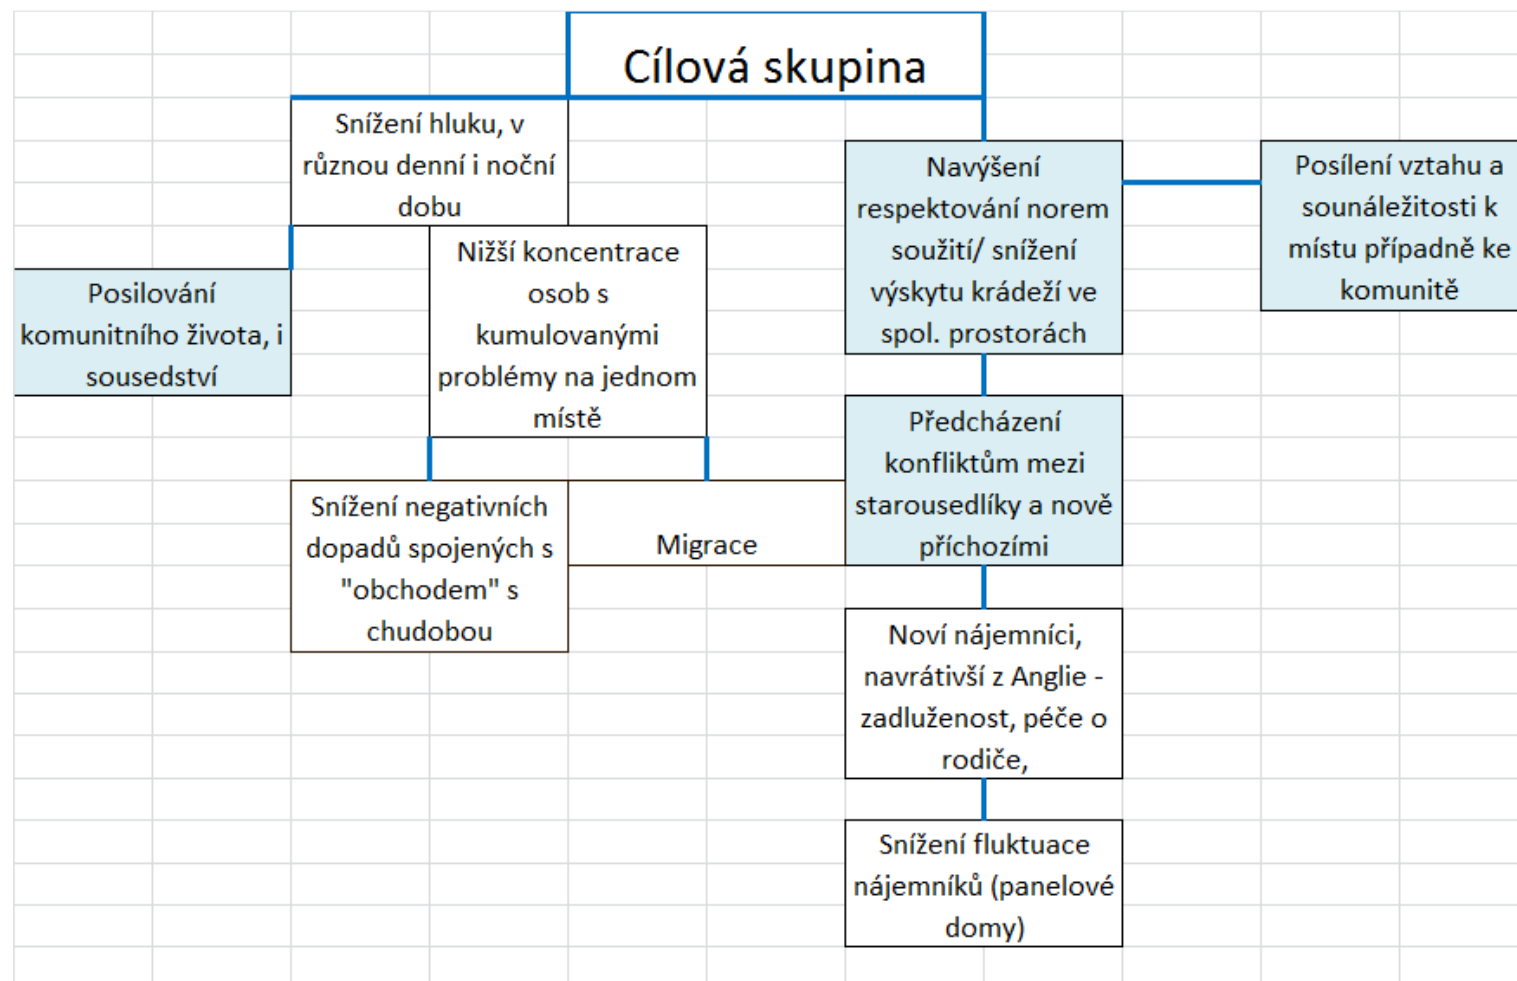 Cílová skupina
Snížení hluku, v
různou denní i noční
dobu
Navýšení
respektování norem
soužití/ snížení
výskytu krádeží ve
spol. prostorách
Posílení vztahu a
sounáležitosti k
místu případně ke
komunitě
Nižší koncentrace
osob s
kumulovanými
problémy na jednom
místě
Posilování
komunitního života, i
sousedství
Předcházení
konfliktům mezi
starousedlíky a nově
příchozími
Snížení negativních
dopadů spojených s
"obchodem" s
chudobou
Migrace
Noví nájemníci,
navrátivší z Anglie -
zadluženost, péče o
rodiče,
Snížení fluktuace
nájemníků (panelové
domy)